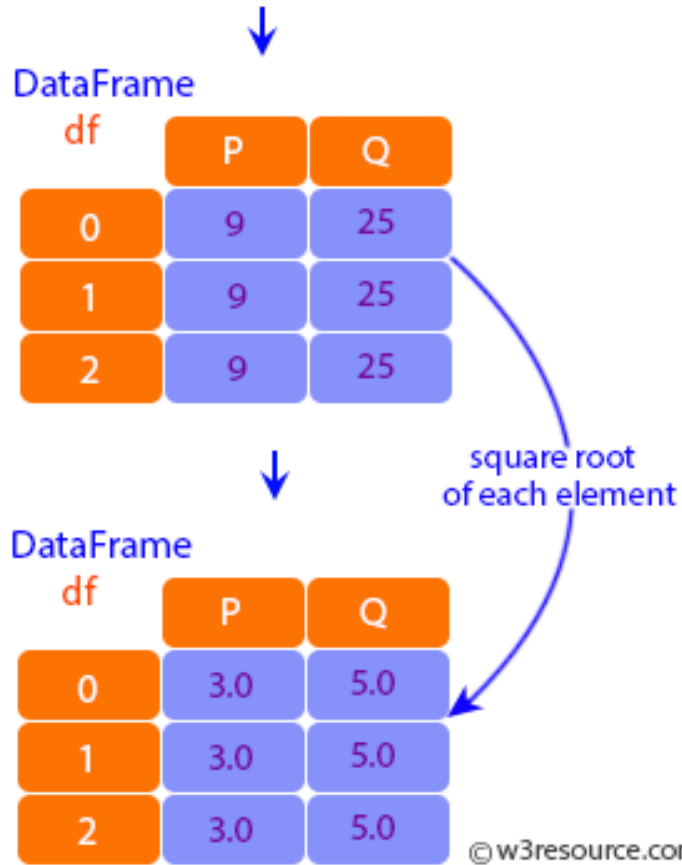 DataFrame
df
P Q
0 9 25
1 9 25
2 9 25
square root
of each element
DataFrame
df
P Q
0 3.0 5.0
1 3.0 5.0
2 3.0 5.0
© w3resource.com